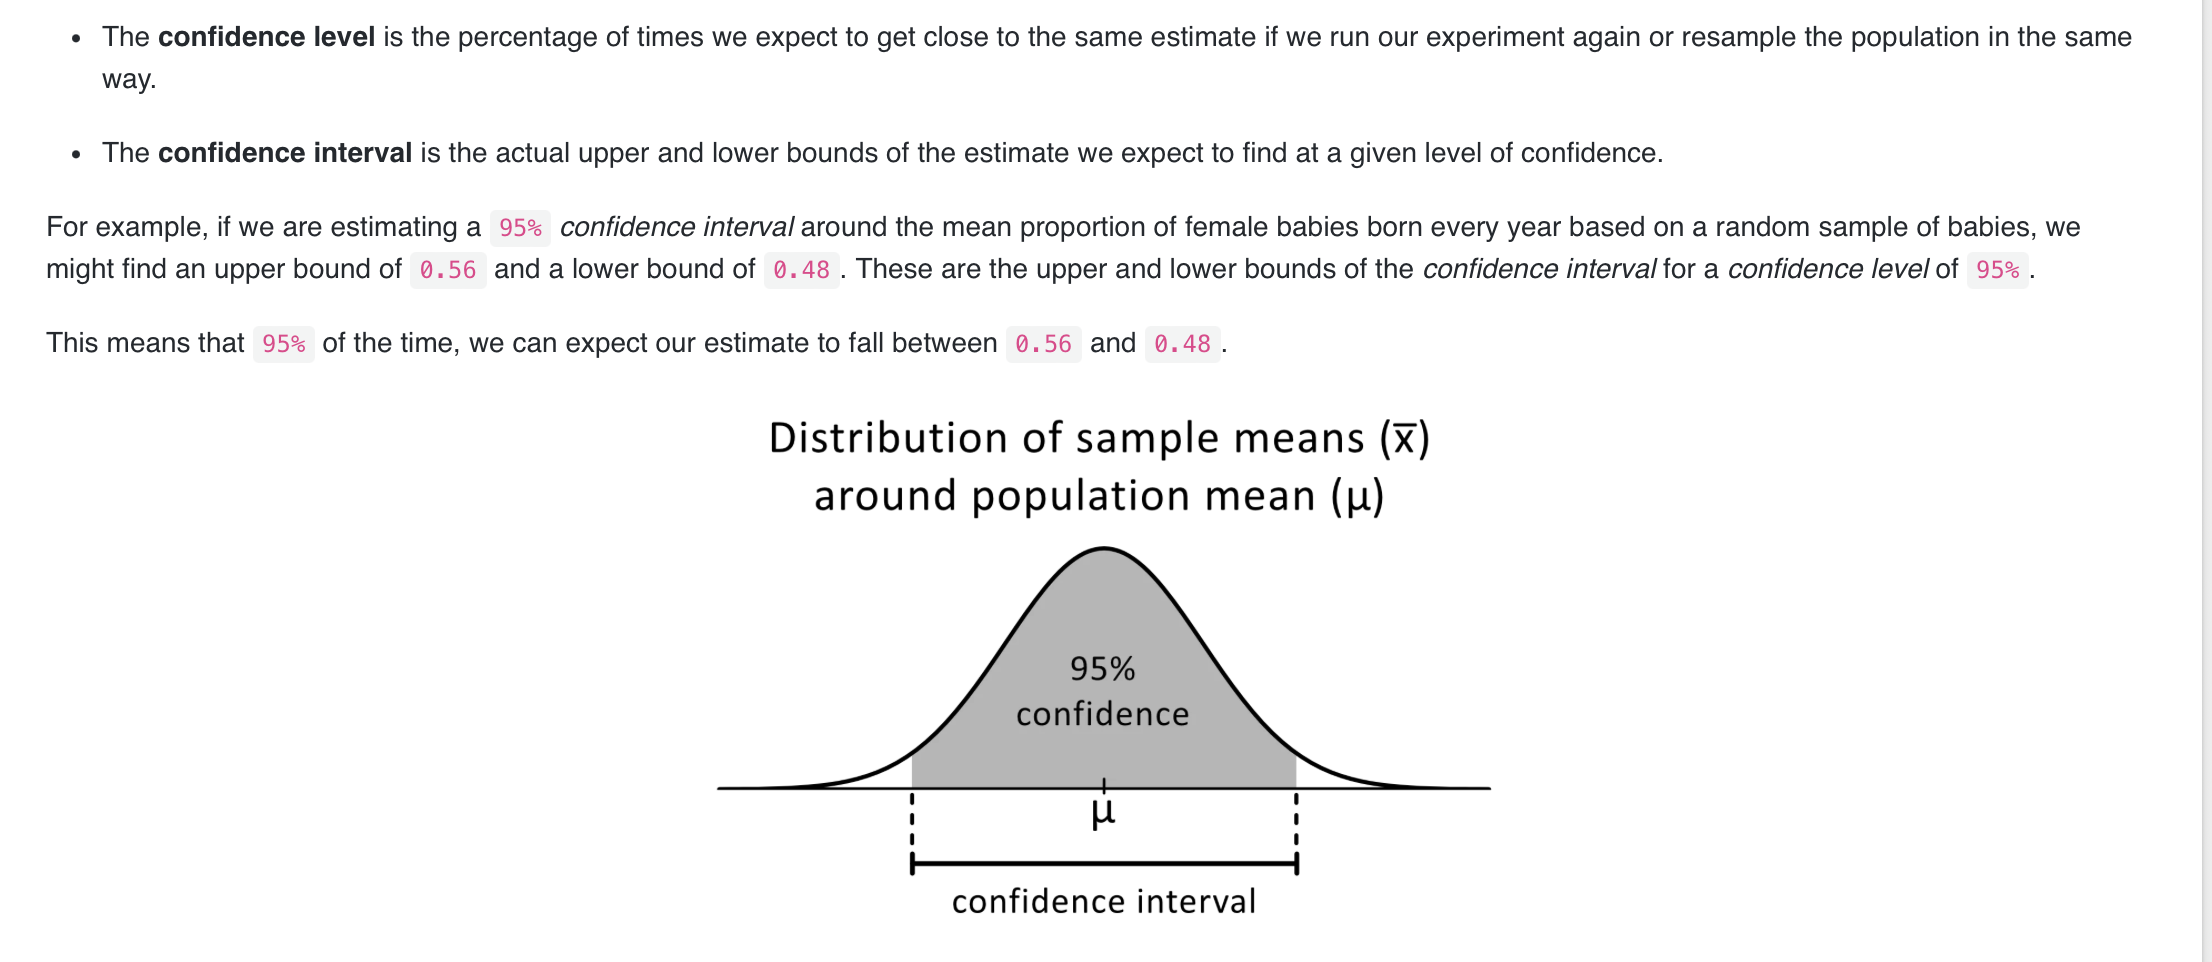 • The confidence level is the percentage of times we expect to get close to the same estimate if we run our experiment again or resample the population in the same
way.
• The confidence interval is the actual upper and lower bounds of the estimate we expect to find at a given level of confidence.
For example, if we are estimating a 95% confidence interval around the mean proportion of female babies born every year based on a random sample of babies, we
might find an upper bound of 0.56 and a lower bound of 0.48 . These are the upper and lower bounds of the confidence interval for a confidence level of 95% .
This means that 95% of the time, we can expect our estimate to fall between 0.56 and 0.48 .
Distribution of sample means (x̅)
around population mean (μ)
95%
confidence
μ
confidence interval